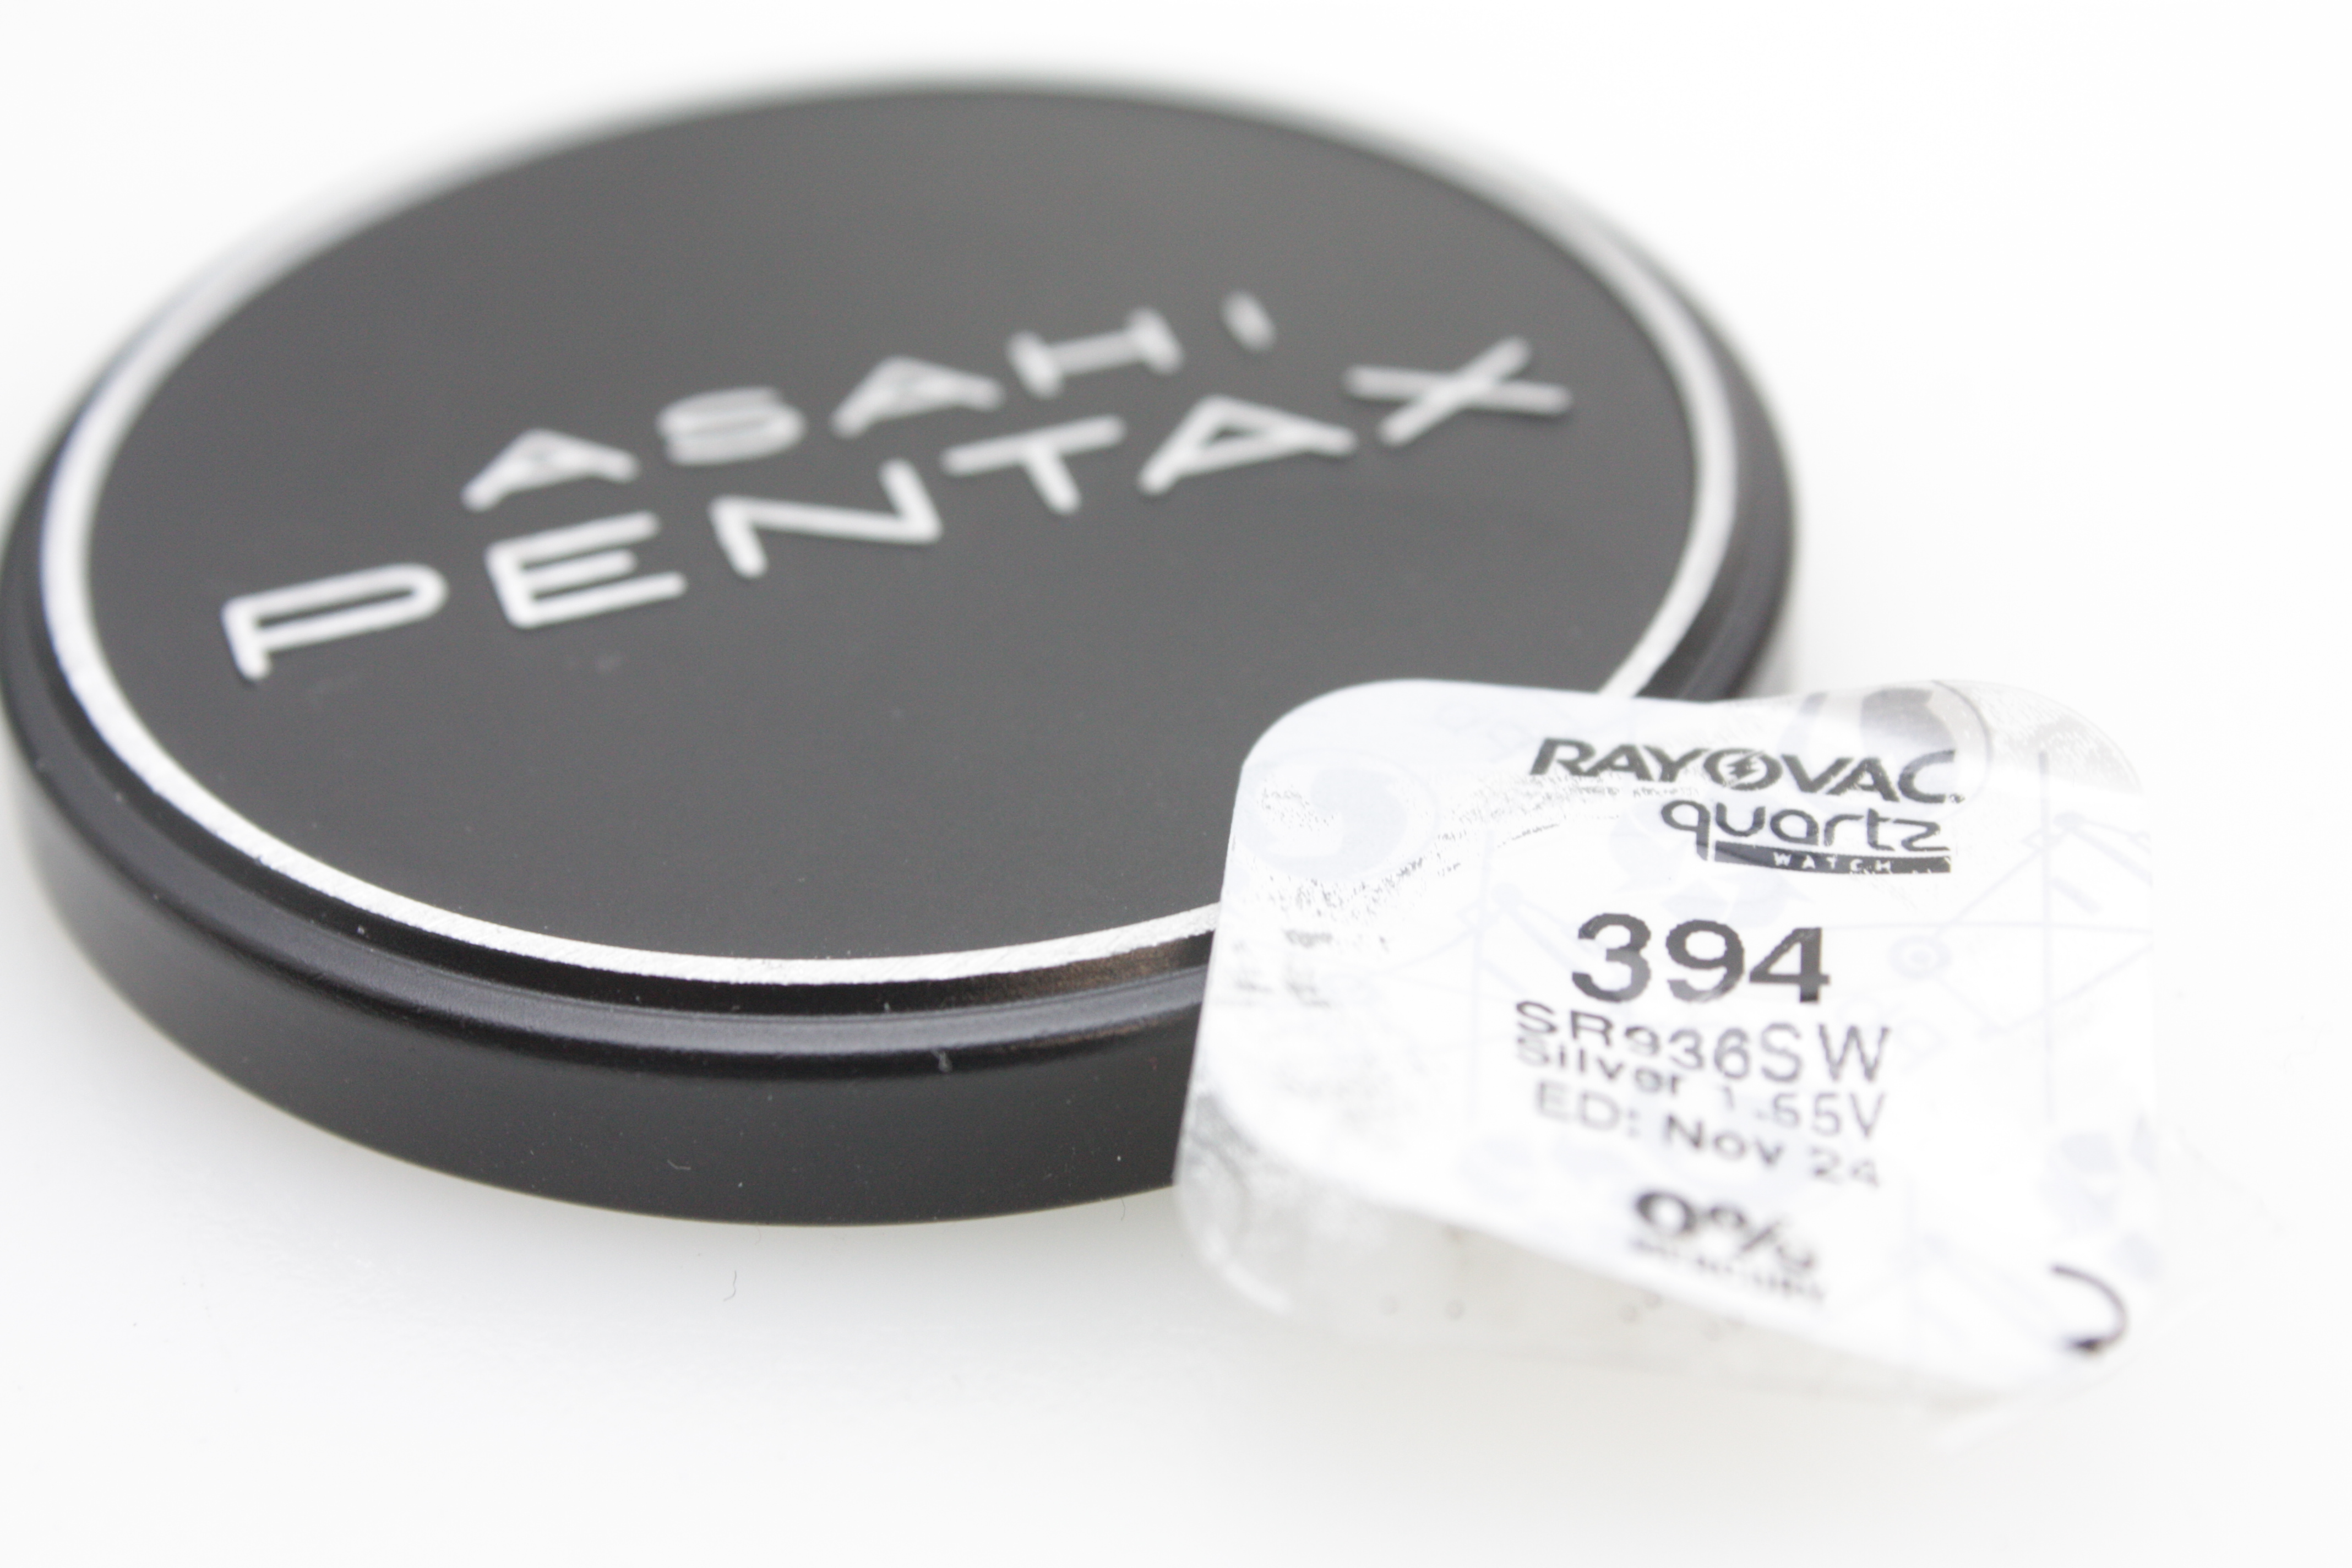 ASAHI
PENTAX
RAYOVAC
quartz
WATCH
394
SR936SW
Silver 1.55V
ED: Nov 24
0%